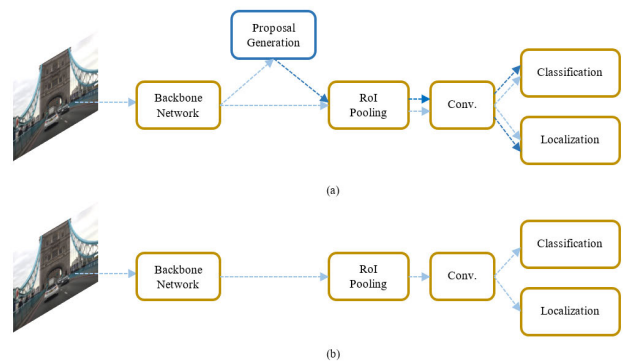 Proposal
Generation
Backbone
Network
RoI
Pooling
Conv.
Classification
Localization
(a)
Backbone
Network
RoI
Pooling
Conv.
Classification
Localization
(b)